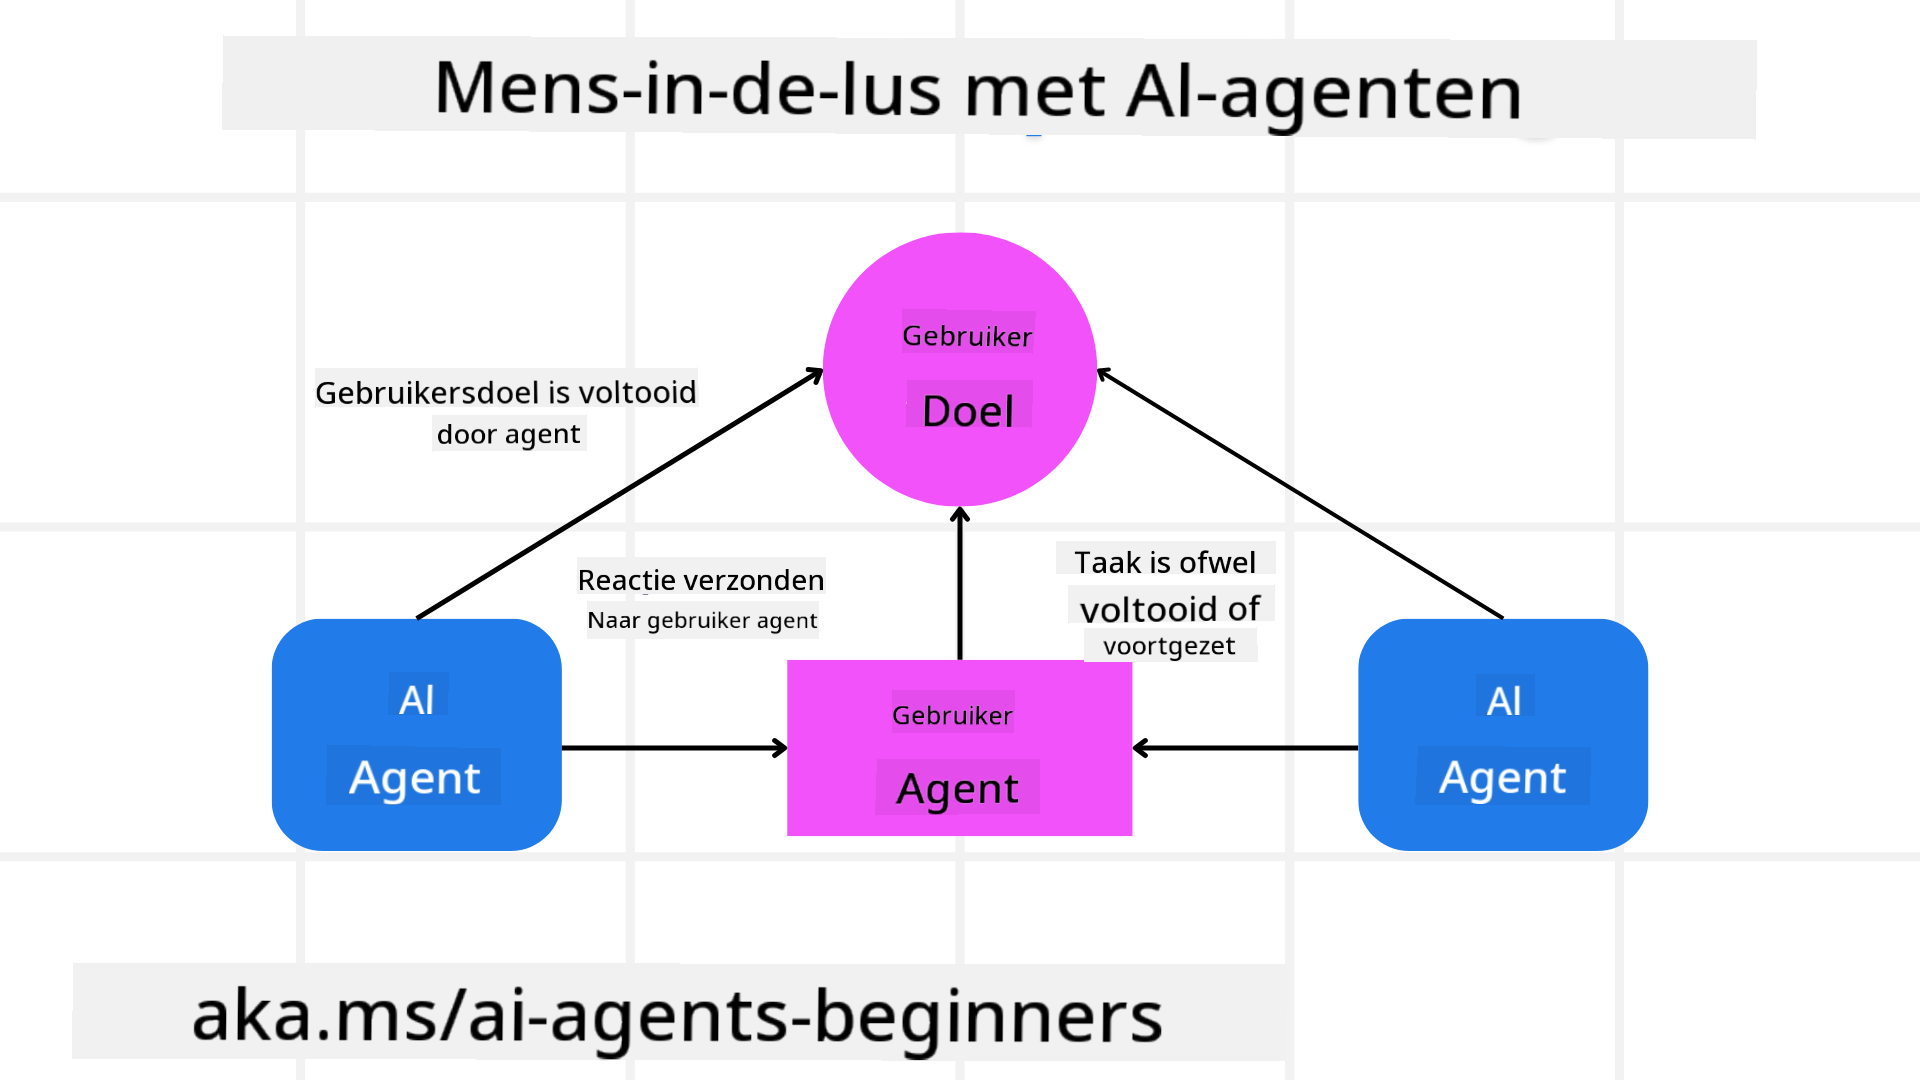 Mens-in-de-lus met AI-agenten
Gebruiker
Doel
Gebruikersdoel is voltooid
door agent
Reactie verzonden
Naar gebruiker agent
Taak is ofwel
voltooid of
voortgezet
AI
Agent
Gebruiker
Agent
AI
Agent
aka.ms/ai-agents-beginners